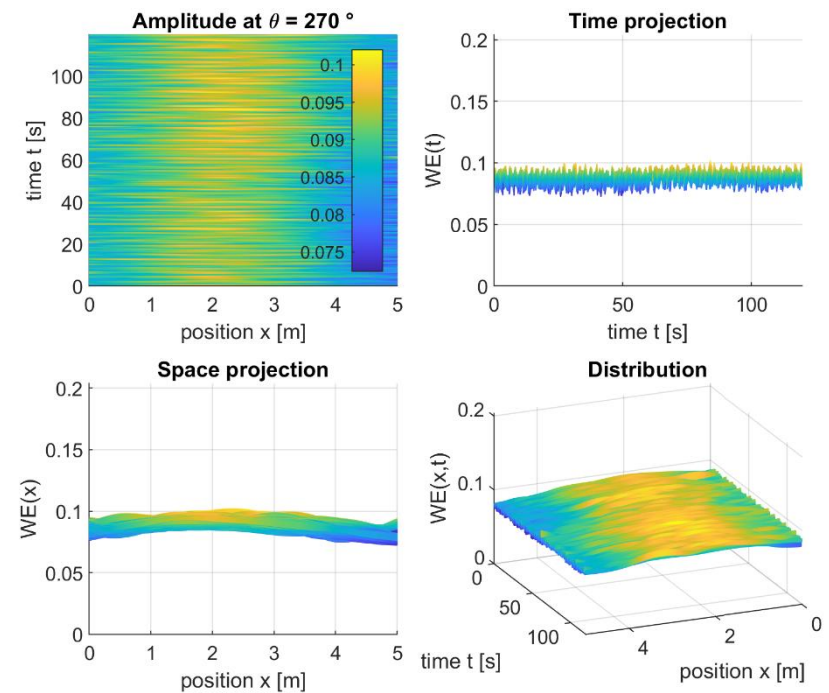 Amplitude at θ = 270 °
time t [s]
120
100
80
60
40
20
0
0.1
0.095
0.09
0.085
0.08
0.075
0 1 2 3 4 5
position x [m]
Time projection
WE(t)
0.2
0.15
0.1
0.05
0
0 50 100
time t [s]
Space projection
WE(x)
0.2
0.15
0.1
0.05
0
0 1 2 3 4 5
position x [m]
Distribution
WE(x,t)
0.2
0.1
0
0
50
100
time t [s]
4 2 0
position x [m]